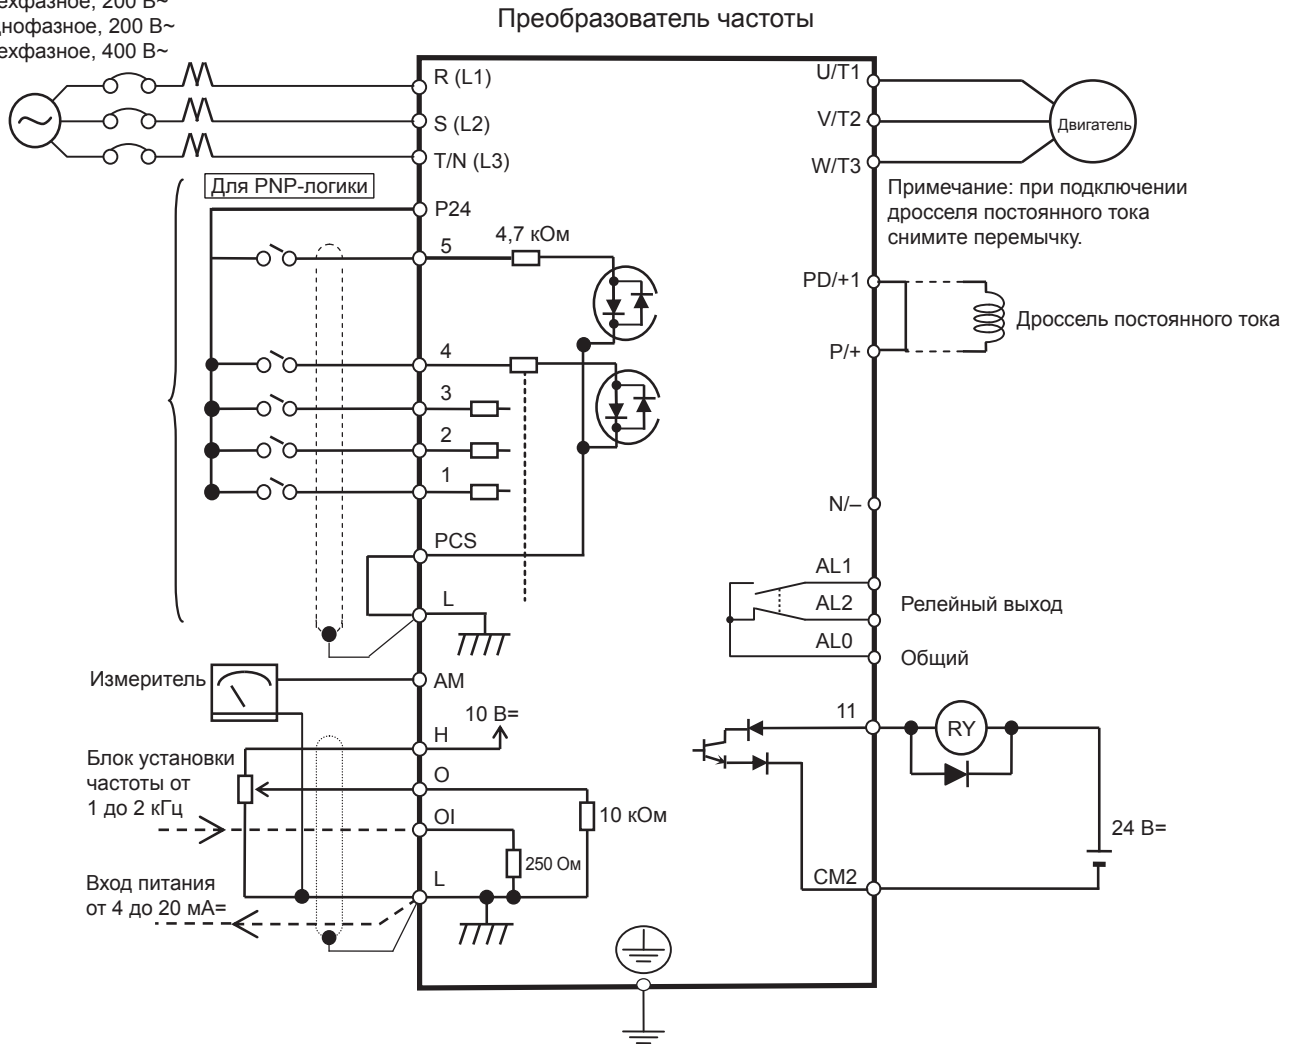 Преобразователь частоты
ехфазное, 200 В~
нофазное, 200 В~
ехфазное, 400 В~
R (L1)
S (L2)
T/N (L3)
U/T1
V/T2
W/T3
Двигатель
Для PNP-логики
P24
Примечание: при подключении
дросселя постоянного тока
снимите перемычку.
5
4,7 кОм
PD/+1
Дроссель постоянного тока
P/+
4
3
2
1
N/–
PCS
L
AL1
AL2
Релейный выход
AL0
Общий
Измеритель
AM
10 В=
H
11
RY
Блок установки
частоты от
1 до 2 кГц
O
OI
10 кОм
250 Ом
24 В=
Вход питания
от 4 до 20 мА=
L
CM2